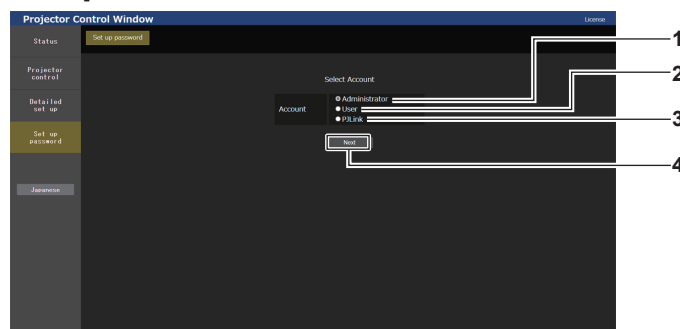 Projector Control Window
License
Status
Set up password
Projector
control
Detailed
set up
Set up
password
Japanese
Select Account
Account
Administrator
User
PJLink
Next
1
2
3
4